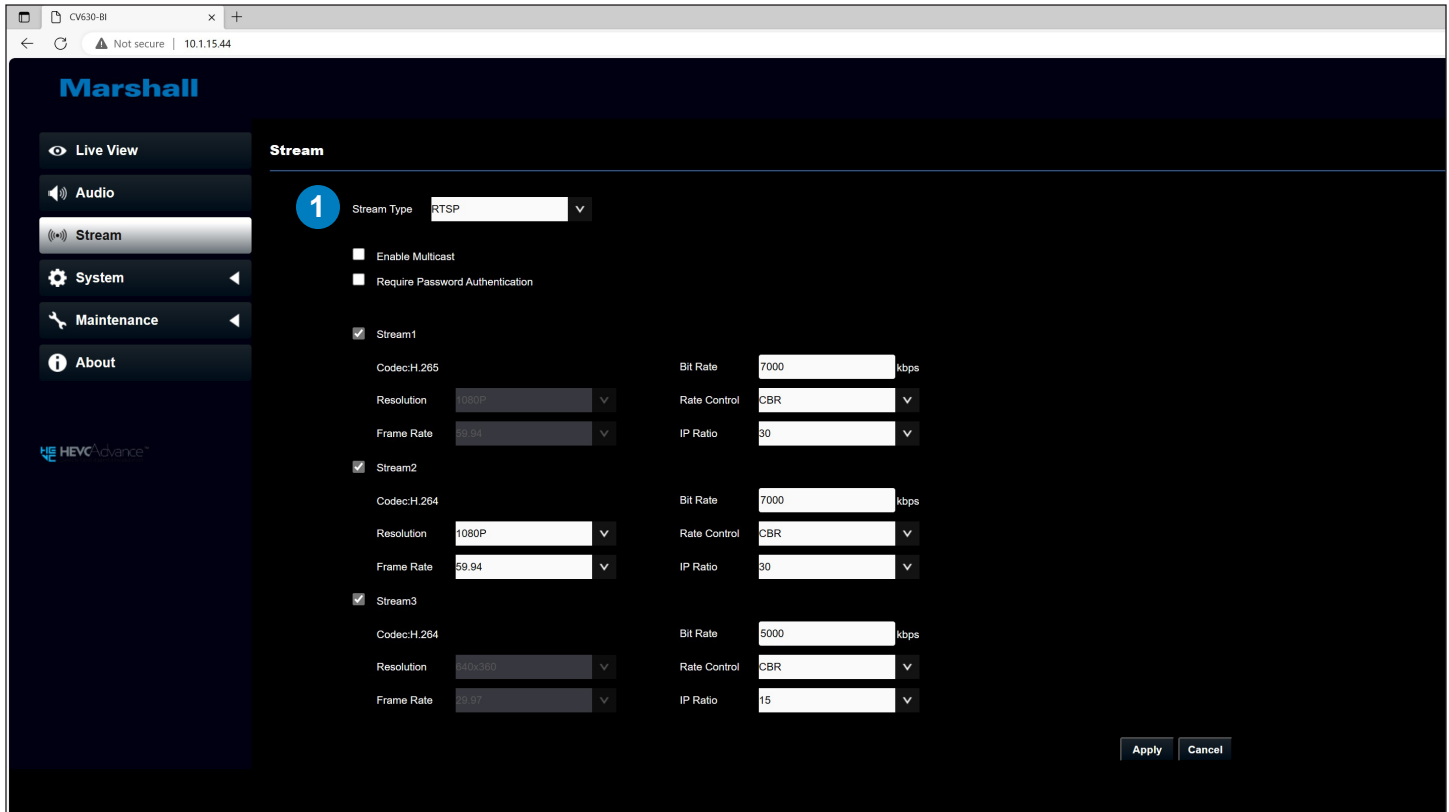 CV630-BI
Not secure | 10.1.15.44
Marshall
Live View
Audio
Stream
System
Maintenance
About
HEVCAdvance™
Stream
1 Stream Type RTSP
Enable Multicast
Require Password Authentication
Stream1
Codec:H.265 Bit Rate 7000 kbps
Resolution 1080P Rate Control CBR
Frame Rate 59.94 IP Ratio 30
Stream2
Codec:H.264 Bit Rate 7000 kbps
Resolution 1080P Rate Control CBR
Frame Rate 59.94 IP Ratio 30
Stream3
Codec:H.264 Bit Rate 5000 kbps
Resolution 640x360 Rate Control CBR
Frame Rate 29.97 IP Ratio 15
Apply Cancel